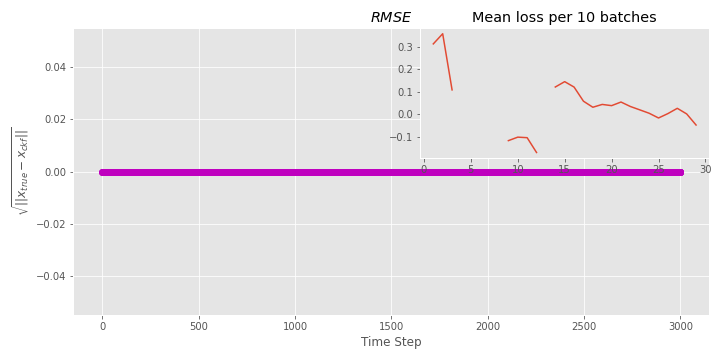 RMSE
Mean loss per 10 batches
0.3
0.2
0.1
0.0
−0.1
0 5 10 15 20 25 30
0.04
0.02
0.00
−0.02
−0.04
√||x_true − x_ckf||
0 500 1000 1500 2000 2500 3000
Time Step